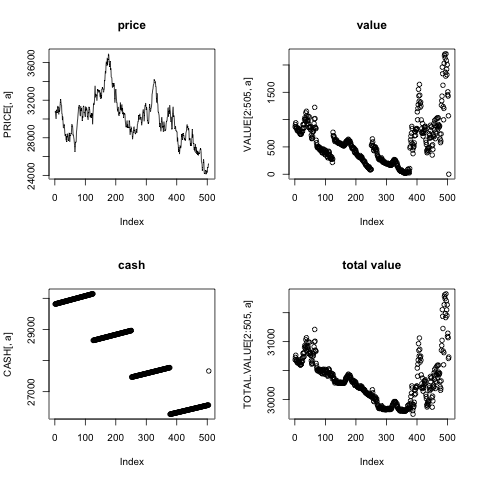 price
PRICE[, a]
24000 28000 32000 36000
0 100 200 300 400 500
Index
value
VALUE[2:505, a]
0 500 1500
0 100 200 300 400 500
Index
cash
CASH[, a]
27000 29000
0 100 200 300 400 500
Index
total value
TOTAL.VALUE[2:505, a]
30000 31000
0 100 200 300 400 500
Index